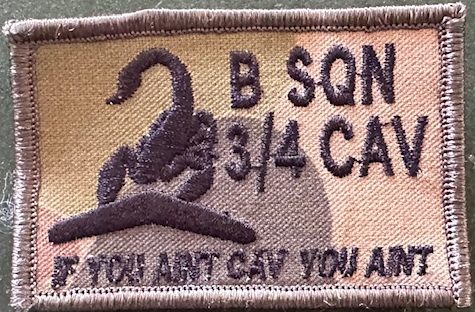 B SQN
3/4 CAV
IF YOU AINT CAV YOU AINT